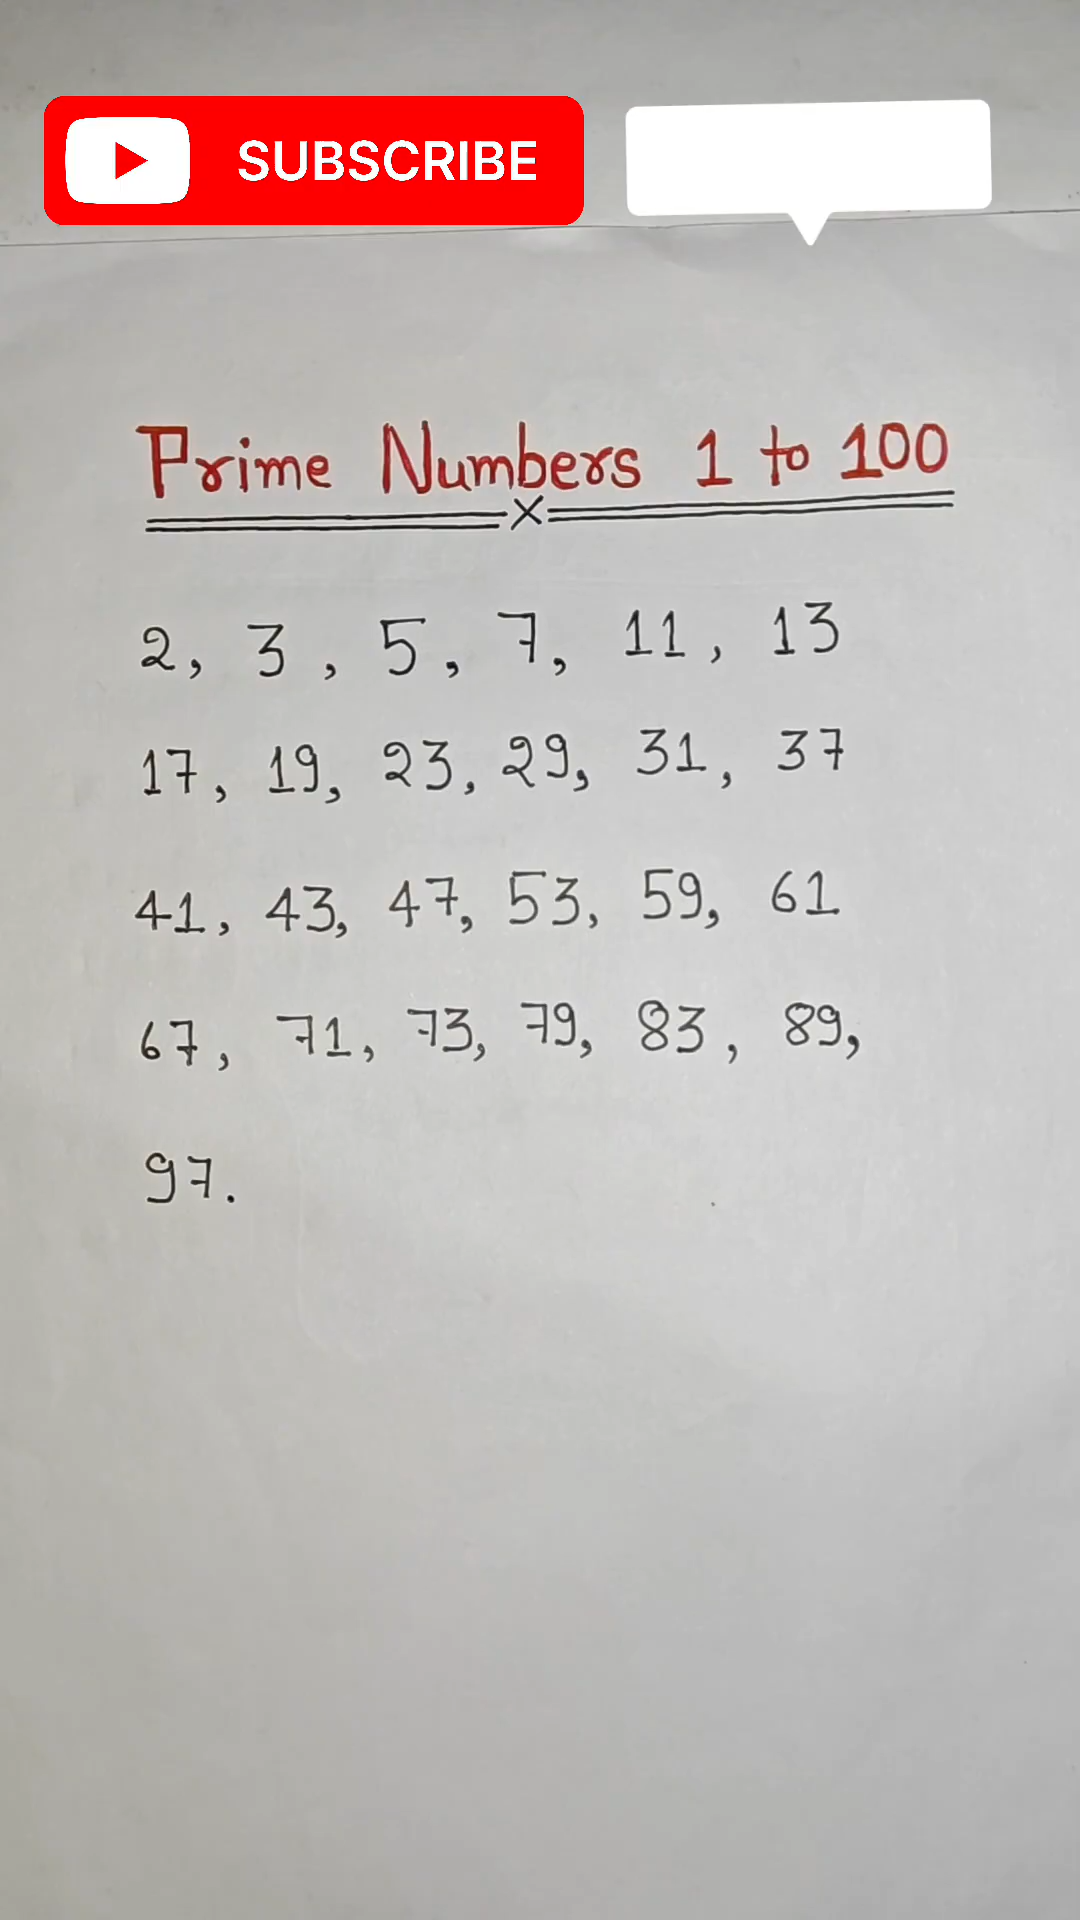 SUBSCRIBE
Prime Numbers 1 to 100
2, 3, 5, 7, 11, 13
17, 19, 23, 29, 31, 37
41, 43, 47, 53, 59, 61
67, 71, 73, 79, 83, 89,
97.